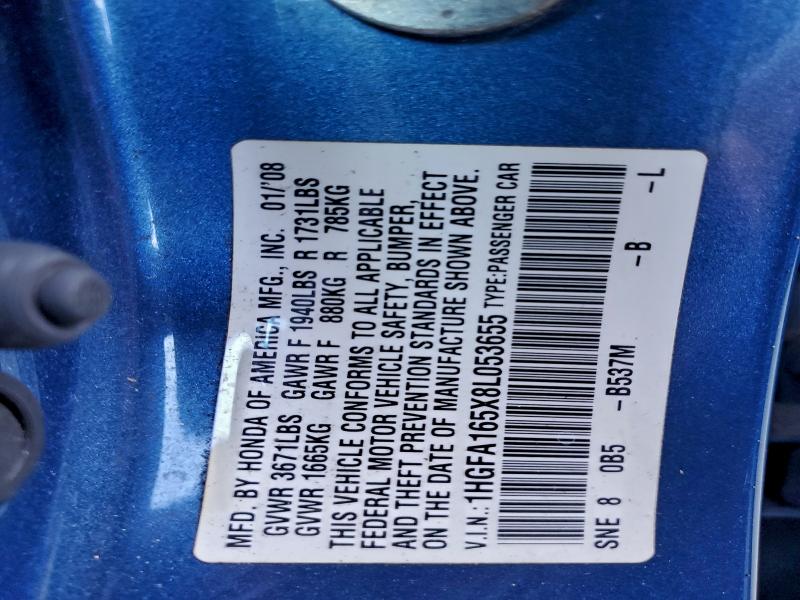 MFD. BY HONDA OF AMERICA MFG., INC. 01/'08
GVWR 3671LBS GAWR F 1940LBS R 1731LBS
GVWR 1665KG GAWR F 880KG R 785KG
THIS VEHICLE CONFORMS TO ALL APPLICABLE
FEDERAL MOTOR VEHICLE SAFETY, BUMPER,
AND THEFT PREVENTION STANDARDS IN EFFECT
ON THE DATE OF MANUFACTURE SHOWN ABOVE.
V.I.N.: 1HGFA165X8L053655 TYPE:PASSENGER CAR
SNE 8 0B5 -B537M -B -L